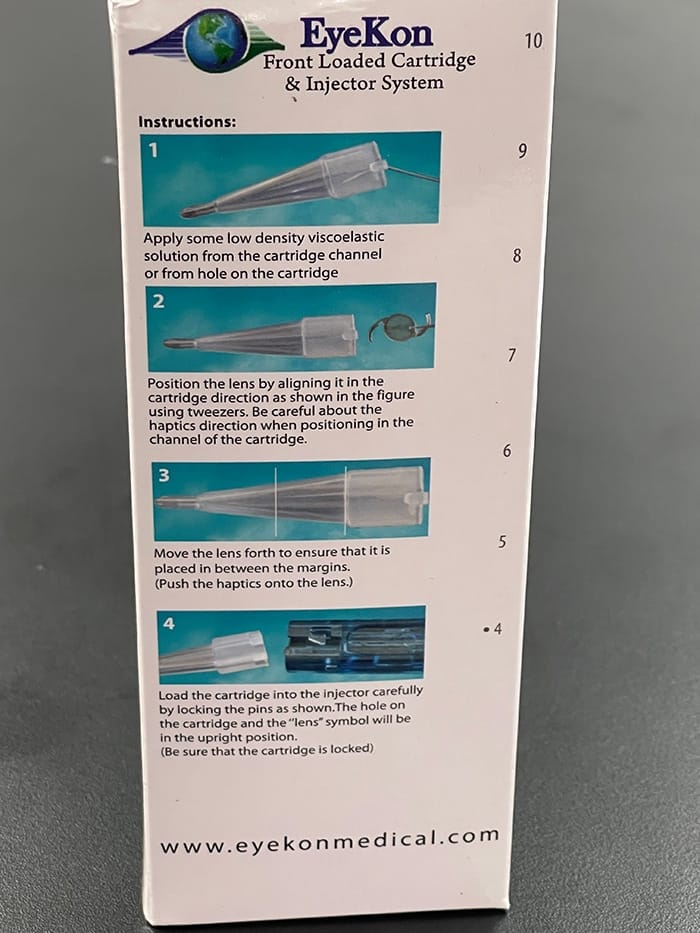 EyeKon
Front Loaded Cartridge
& Injector System
Instructions:
1
Apply some low density viscoelastic
solution from the cartridge channel
or from hole on the cartridge
2
Position the lens by aligning it in the
cartridge direction as shown in the figure
using tweezers. Be careful about the
haptics direction when positioning in the
channel of the cartridge.
3
Move the lens forth to ensure that it is
placed in between the margins.
(Push the haptics onto the lens.)
4
Load the cartridge into the injector carefully
by locking the pins as shown.The hole on
the cartridge and the "lens" symbol will be
in the upright position.
(Be sure that the cartridge is locked)
www.eyekonmedical.com
10
9
8
7
6
5
• 4